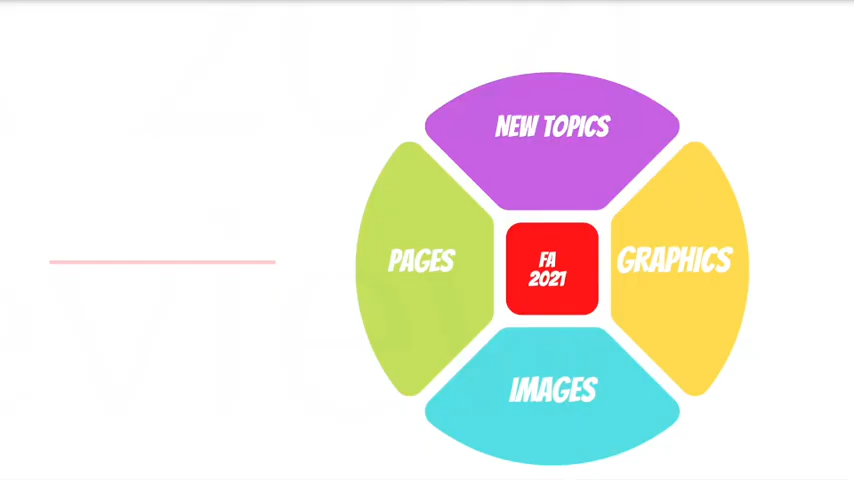 NEW TOPICS
PAGES
FA
2021
GRAPHICS
IMAGES